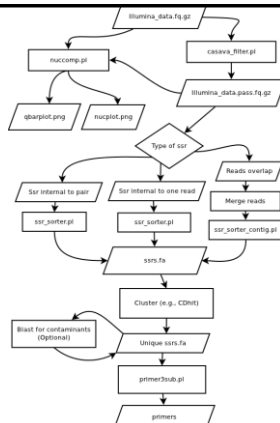 Illumina_data.fq.gz
nuccomp.pl
casava_filter.pl
Illumina_data.pass.fq.gz
qbarplot.png
nucplot.png
Type of ssr
Reads overlap
Ssr internal to pair
Ssr internal to one read
Merge reads
ssr_sorter.pl
ssr_sorter.pl
ssr_sorter_contig.pl
ssrs.fa
Cluster (e.g., CDhit)
Blast for contaminants
(Optional)
Unique ssrs.fa
primer3sub.pl
primers